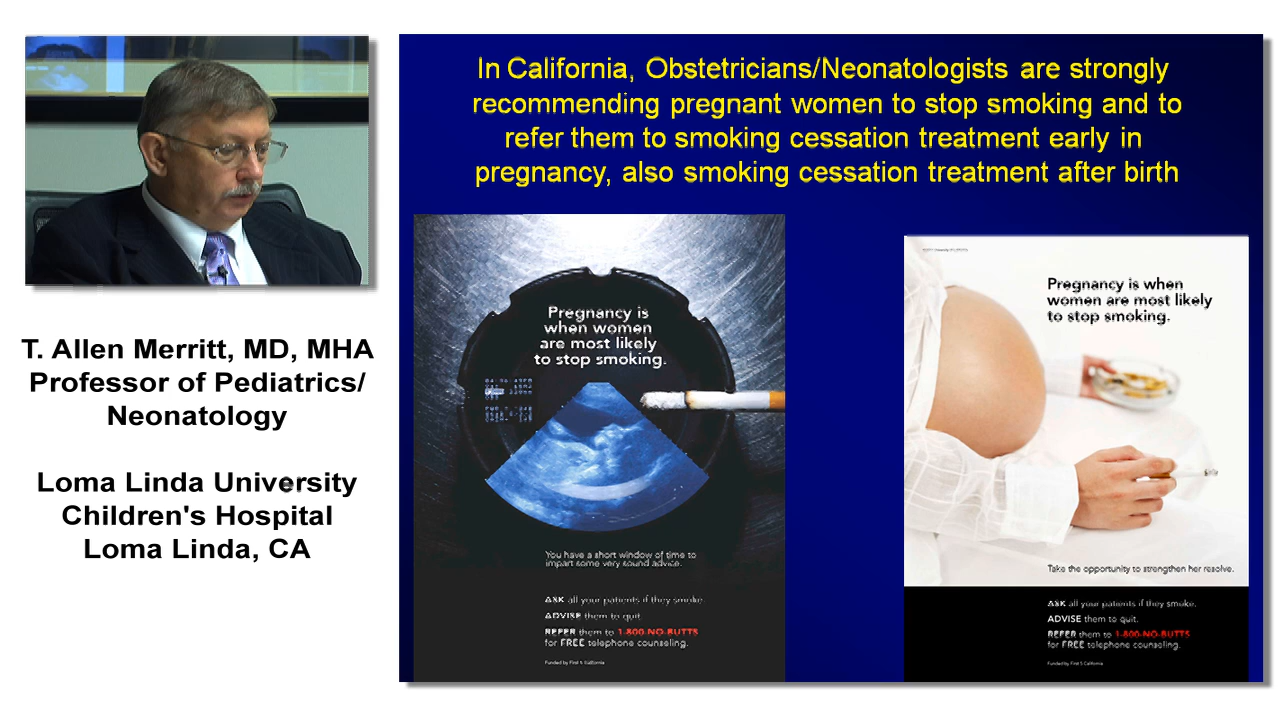 In California, Obstetricians/Neonatologists are strongly
recommending pregnant women to stop smoking and to
refer them to smoking cessation treatment early in
pregnancy, also smoking cessation treatment after birth
T. Allen Merritt, MD, MHA
Professor of Pediatrics/
Neonatology
Loma Linda University
Children's Hospital
Loma Linda, CA
Pregnancy is
when women
are most likely
to stop smoking.
You have a short window of time to
impart some very sound advice.
ASK all your patients if they smoke.
ADVISE them to quit.
REFER them to 1-800-NO-BUTTS
for FREE telephone counseling.
Funded by First 5 California
Pregnancy is when
women are most likely
to stop smoking.
Take the opportunity to strengthen her resolve.
ASK all your patients if they smoke.
ADVISE them to quit.
REFER them to 1-800-NO-BUTTS
for FREE telephone counseling.
Funded by First 5 California